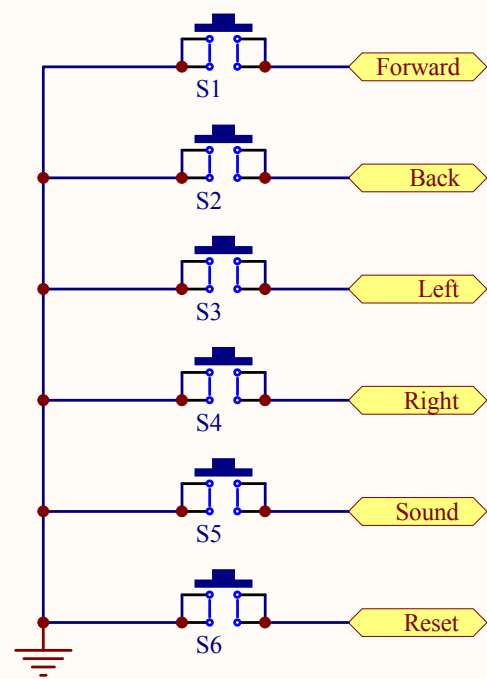 Forward
S1
Back
S2
Left
S3
Right
S4
Sound
S5
Reset
S6